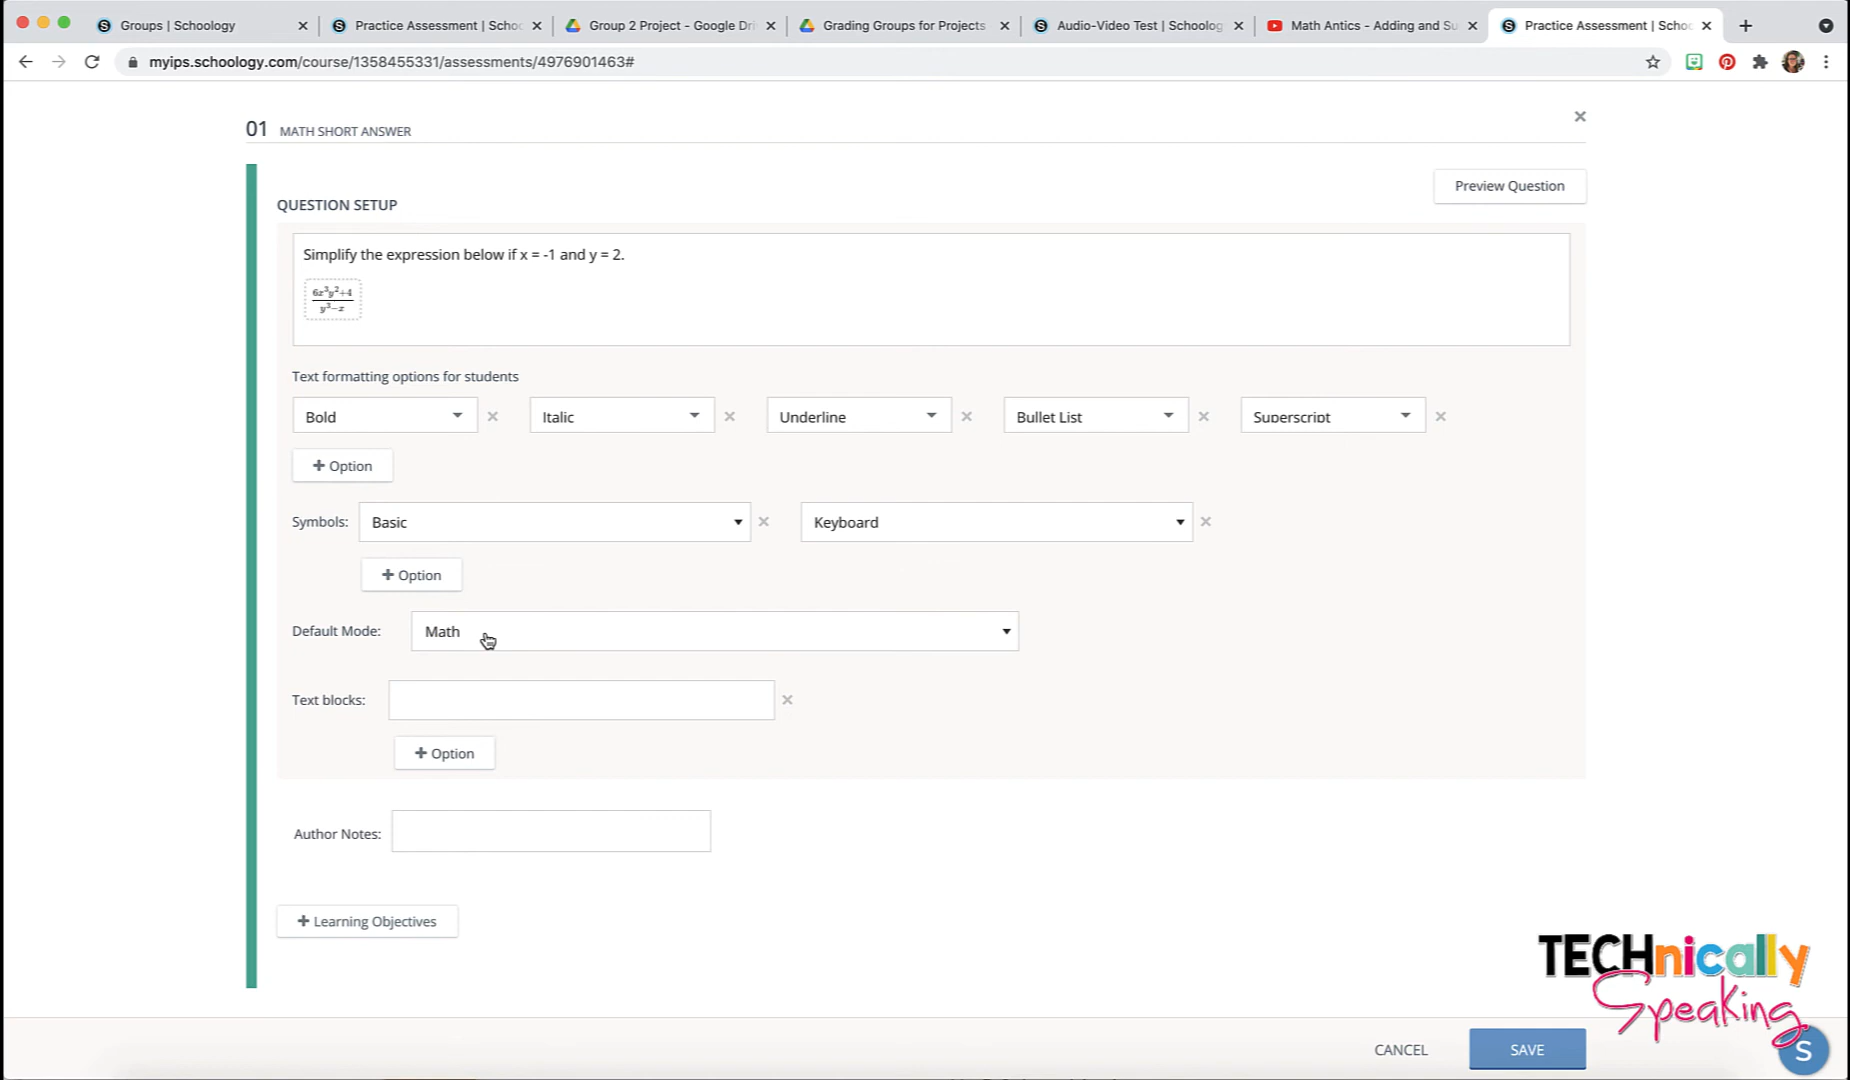 Groups | Schoology
Practice Assessment | Schoo
Group 2 Project - Google Dri
Grading Groups for Projects
Audio-Video Test | Schoolog
Math Antics - Adding and Su
Practice Assessment | Schoo
myips.schoology.com/course/1358455331/assessments/4976901463#
01 MATH SHORT ANSWER
Preview Question
QUESTION SETUP
Simplify the expression below if x = -1 and y = 2.
6x³y²+4
y³−x
Text formatting options for students
Bold
Italic
Underline
Bullet List
Superscript
+ Option
Symbols: Basic
Keyboard
+ Option
Default Mode: Math
Text blocks:
+ Option
Author Notes:
+ Learning Objectives
TECHnically
Speaking
CANCEL
SAVE
S